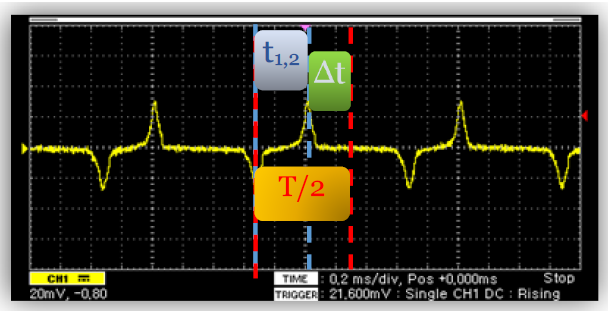 t1,2
Δt
T/2
CH1 TIME : 0,2 ms/div, Pos +0,000ms Stop
20mV, -0,80 TRIGGER: 21,600mV : Single CH1 DC : Rising